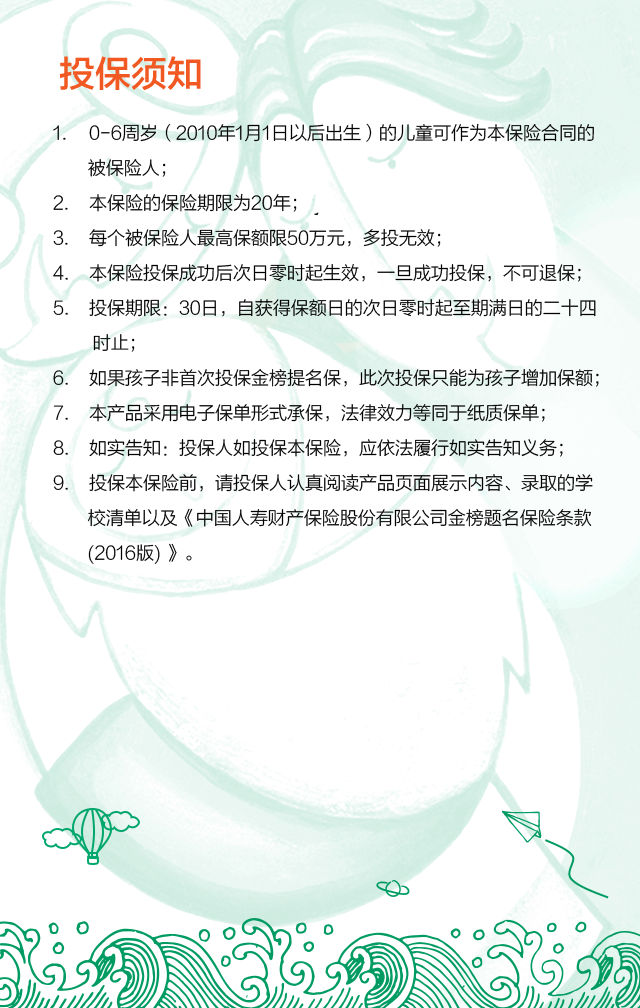 投保须知
1. 0-6周岁（2010年1月1日以后出生）的儿童可作为本保险合同的
被保险人；
2. 本保险的保险期限为20年；
3. 每个被保险人最高保额限50万元，多投无效；
4. 本保险投保成功后次日零时起生效，一旦成功投保，不可退保；
5. 投保期限：30日，自获得保额日的次日零时起至期满日的二十四
时止；
6. 如果孩子非首次投保金榜提名保，此次投保只能为孩子增加保额；
7. 本产品采用电子保单形式承保，法律效力等同于纸质保单；
8. 如实告知：投保人如投保本保险，应依法履行如实告知义务；
9. 投保本保险前，请投保人认真阅读产品页面展示内容、录取的学
校清单以及《中国人寿财产保险股份有限公司金榜题名保险条款
(2016版) 》。